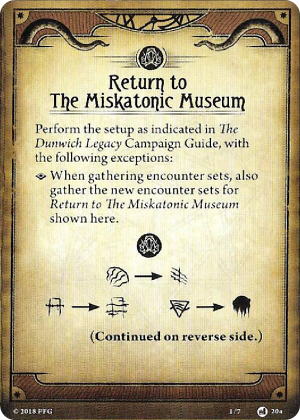 Return to
The Miskatonic Museum
Perform the setup as indicated in The
Dunwich Legacy Campaign Guide, with
the following exceptions:
When gathering encounter sets, also
gather the new encounter sets for
Return to The Miskatonic Museum
shown here.
(Continued on reverse side.)
© 2018 FFG 1/7 20a